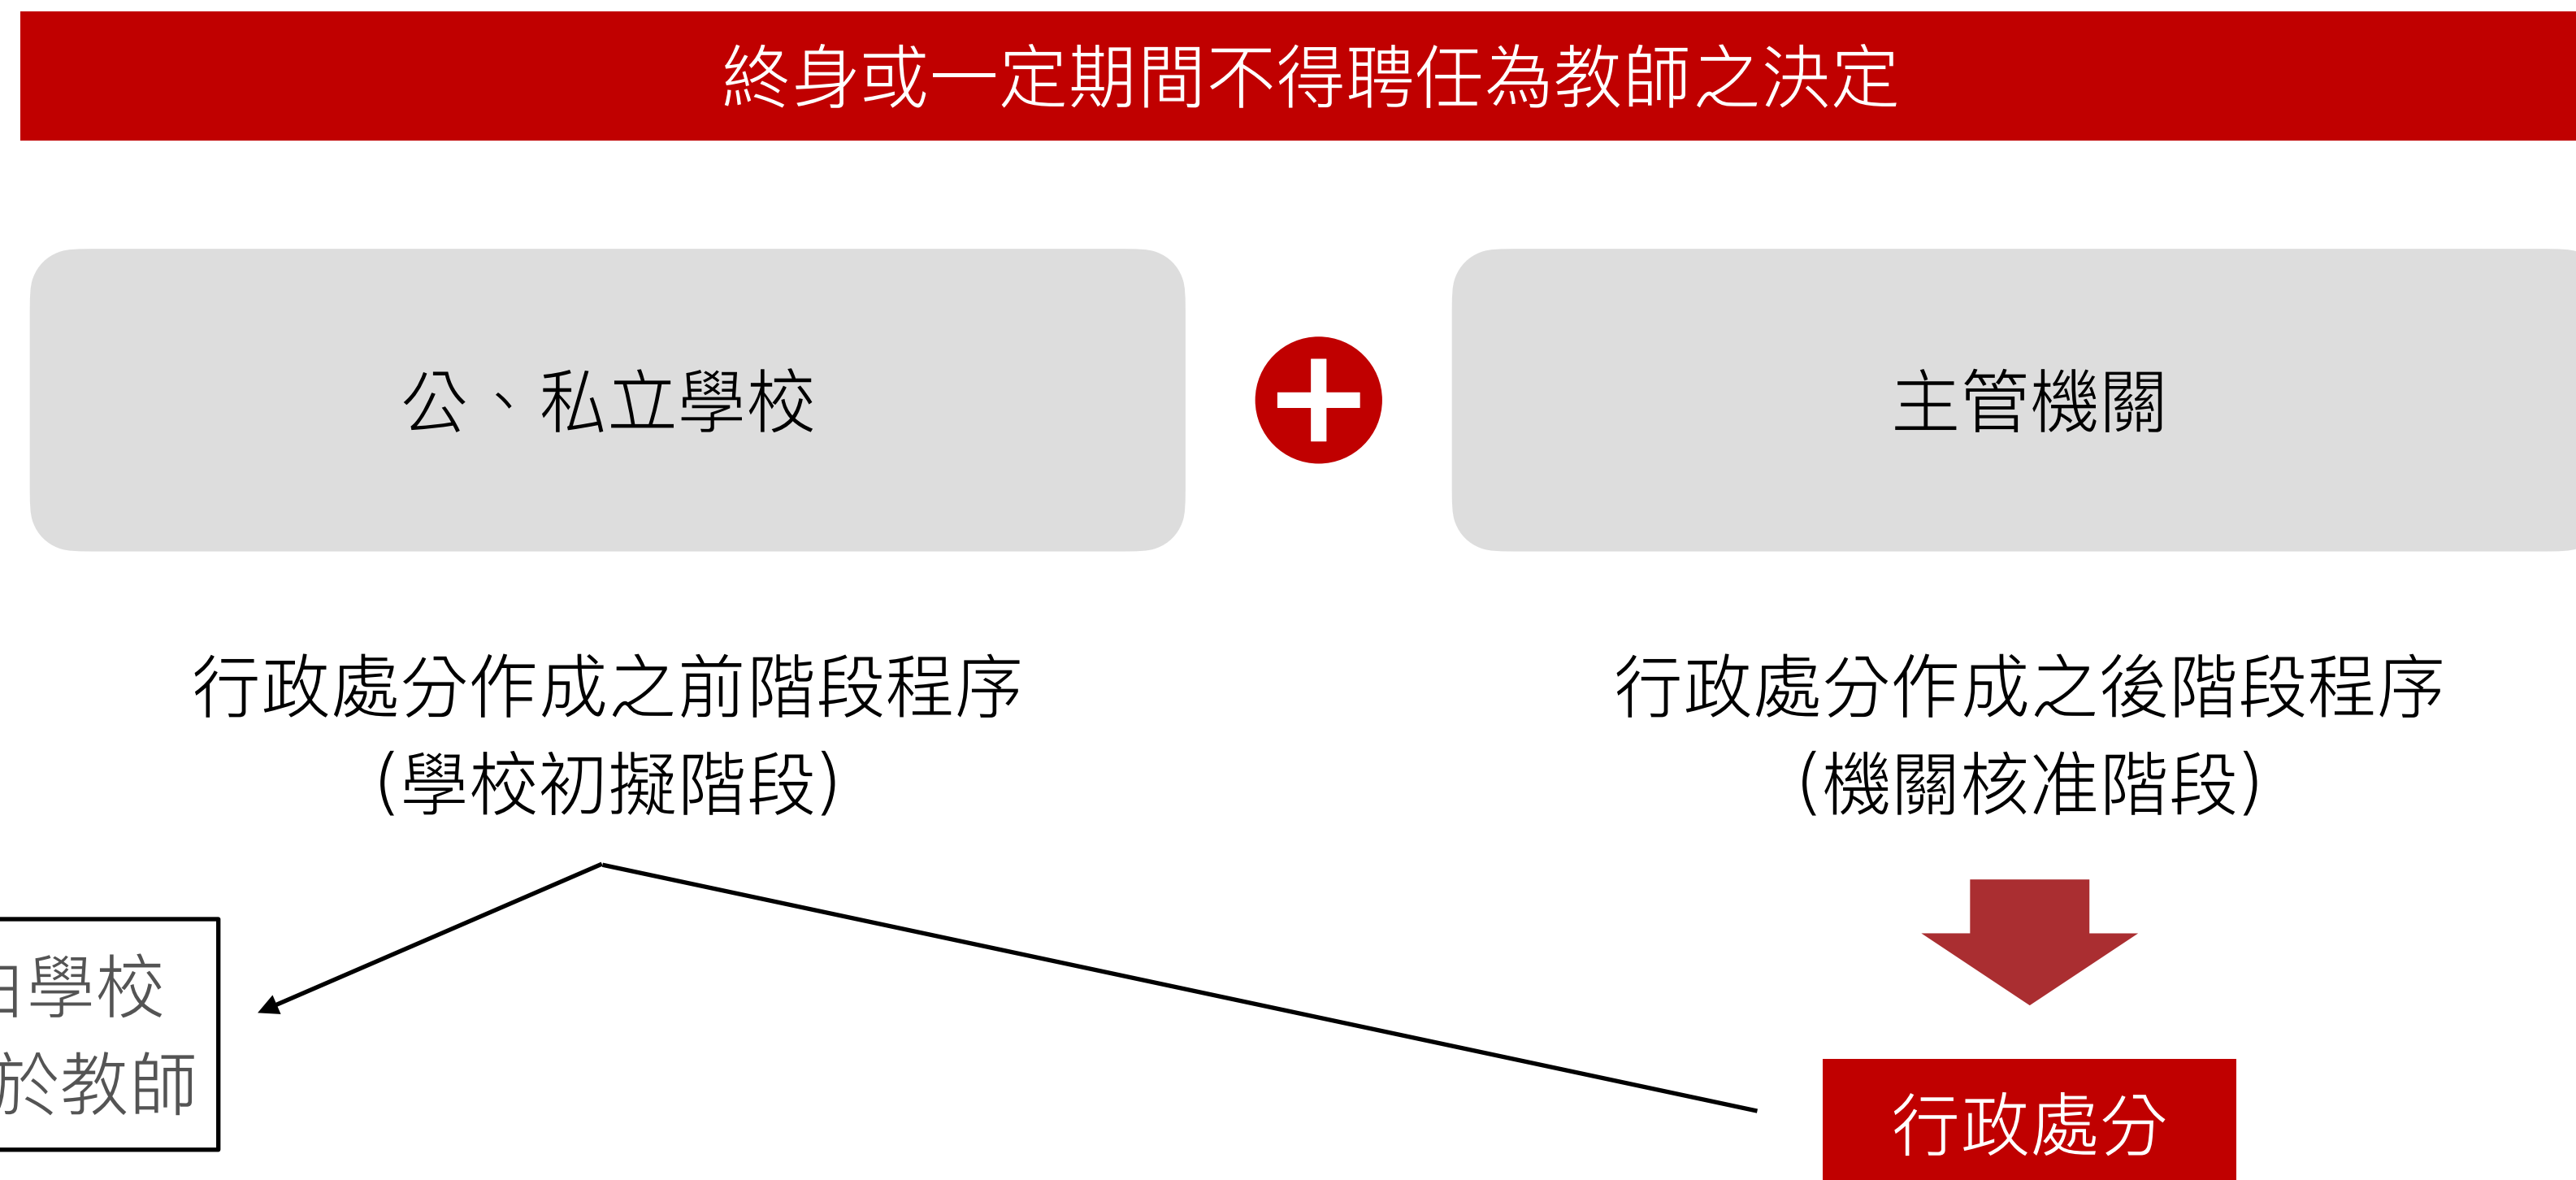 終身或一定期間不得聘任為教師之決定
公、私立學校
主管機關
行政處分作成之前階段程序
（學校初擬階段）
行政處分作成之後階段程序
（機關核准階段）
學校
於教師
行政處分